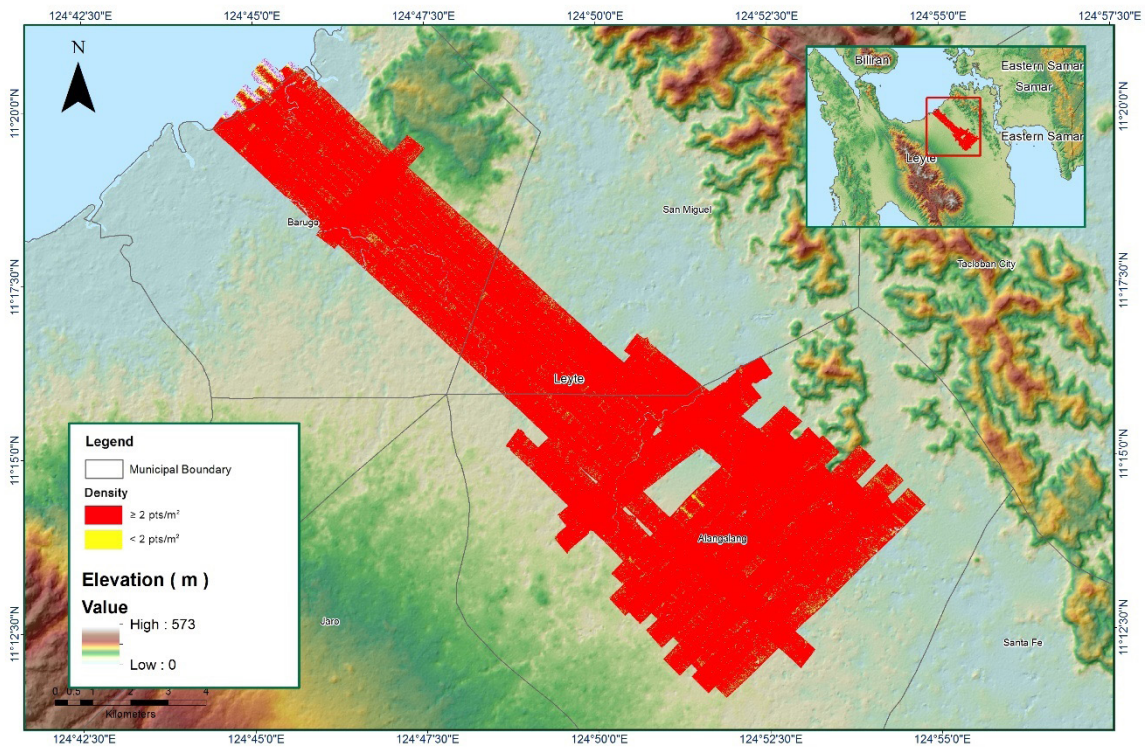 124°42'30"E 124°45'0"E 124°47'30"E 124°50'0"E 124°52'30"E 124°55'0"E 124°57'30"E
N
11°20'0"N
11°17'30"N
11°15'0"N
11°12'30"N
Biliran
Eastern Samar
Samar
Eastern Samar
Leyte
11°20'0"N
11°17'30"N
11°15'0"N
11°12'30"N
San Miguel
Barugo
Tacloban City
Leyte
Alangalang
Jaro
Santa Fe
Legend
Municipal Boundary
Density
≥ 2 pts/m²
< 2 pts/m²
Elevation ( m )
Value
High : 573
Low : 0
0 0.5 1 2 3 4
Kilometers
124°42'30"E 124°45'0"E 124°47'30"E 124°50'0"E 124°52'30"E 124°55'0"E 124°57'30"E